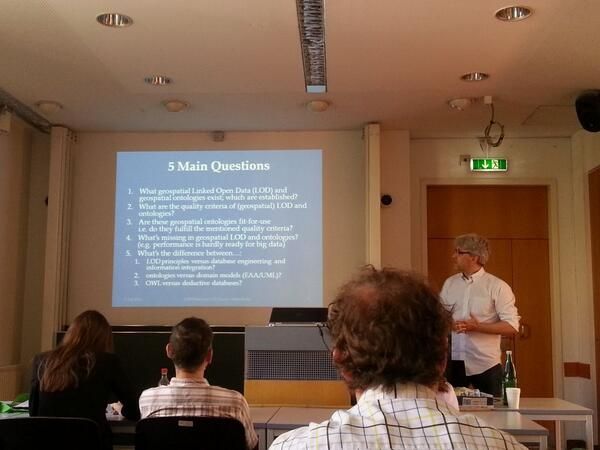 5 Main Questions
1. What geospatial Linked Open Data (LOD) and
geospatial ontologies exist, which are established?
2. What are the quality criteria of (geospatial) LOD and
ontologies?
3. Are these geospatial ontologies fit-for-use
i.e. do they fulfill the mentioned quality criteria?
4. What's missing in geospatial LOD and ontologies?
(e.g. performance is hardly ready for big data)
5. What's the difference between…:
1. LOD principles versus database engineering and
information integration?
2. ontologies versus domain models (EAA/UML)?
3. OWL versus deductive databases?